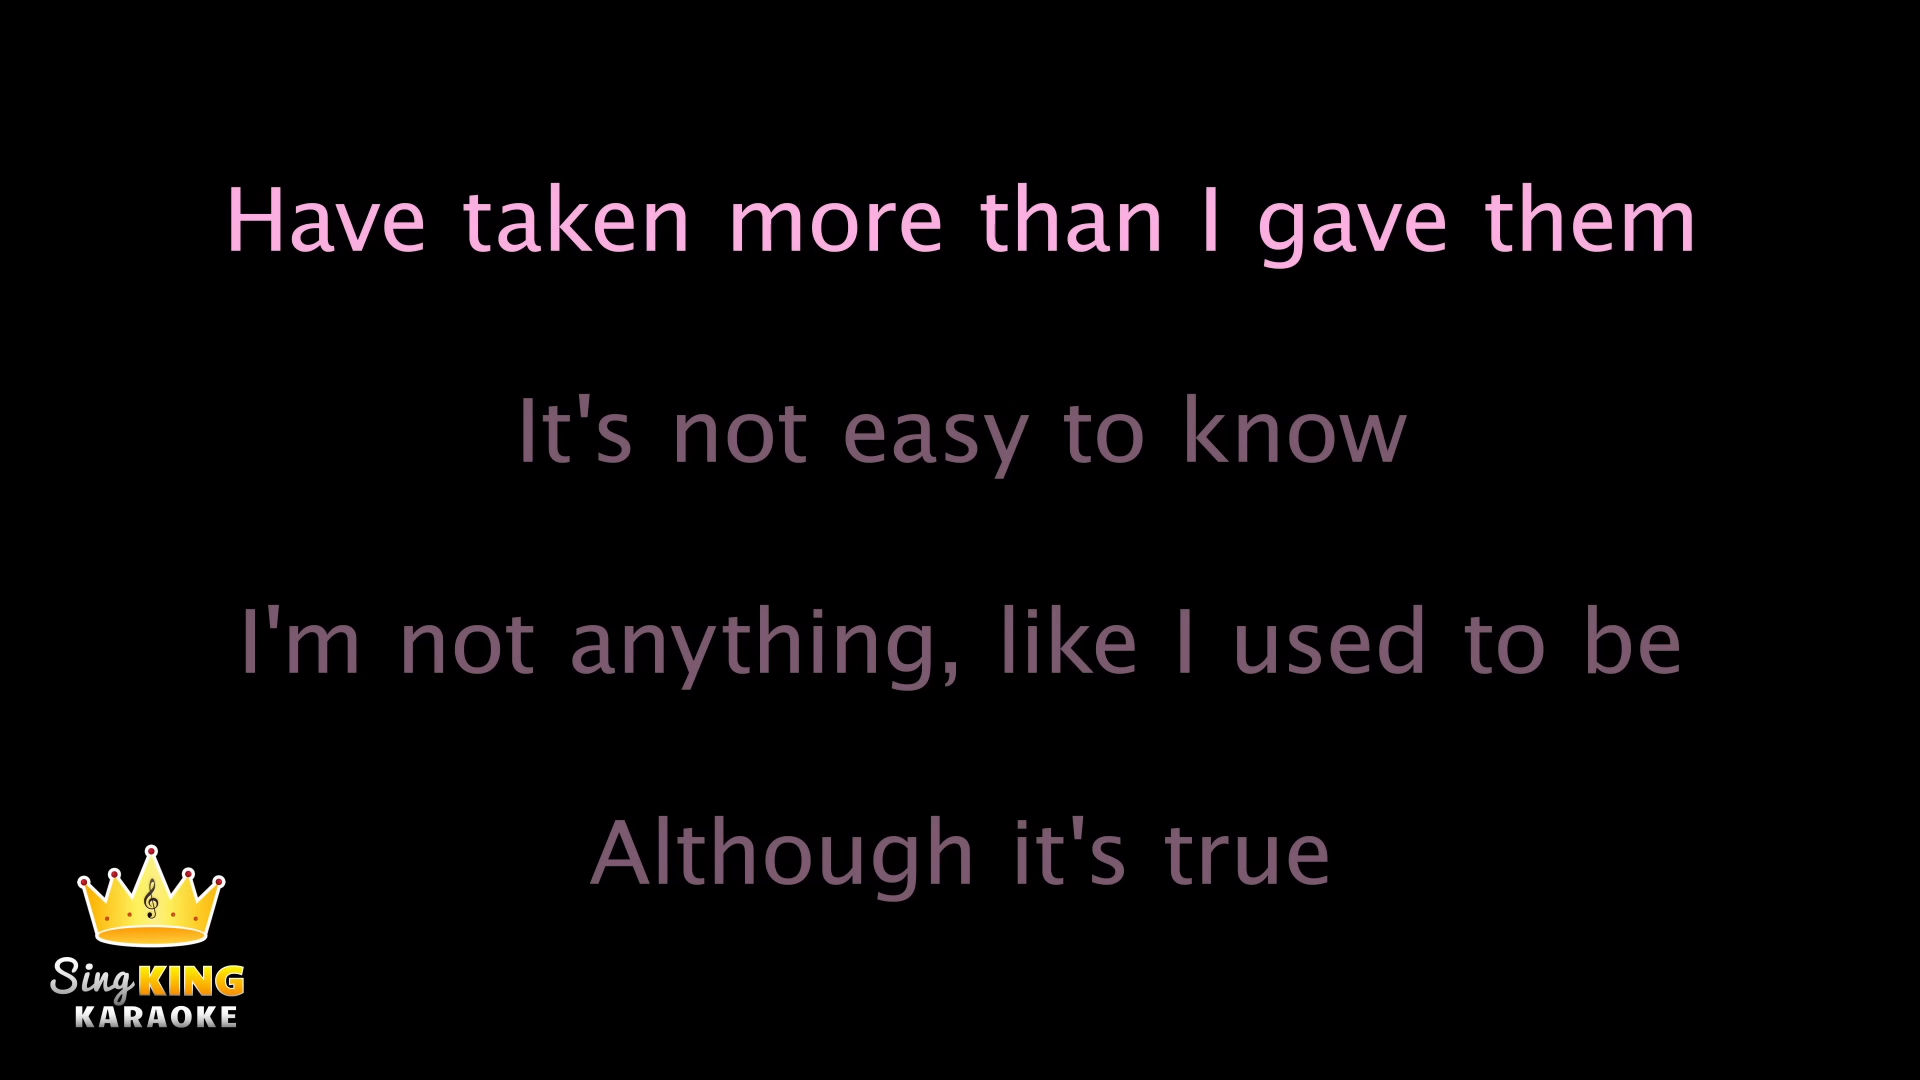 Have taken more than I gave them
It's not easy to know
I'm not anything, like I used to be
Although it's true
Sing KING
KARAOKE